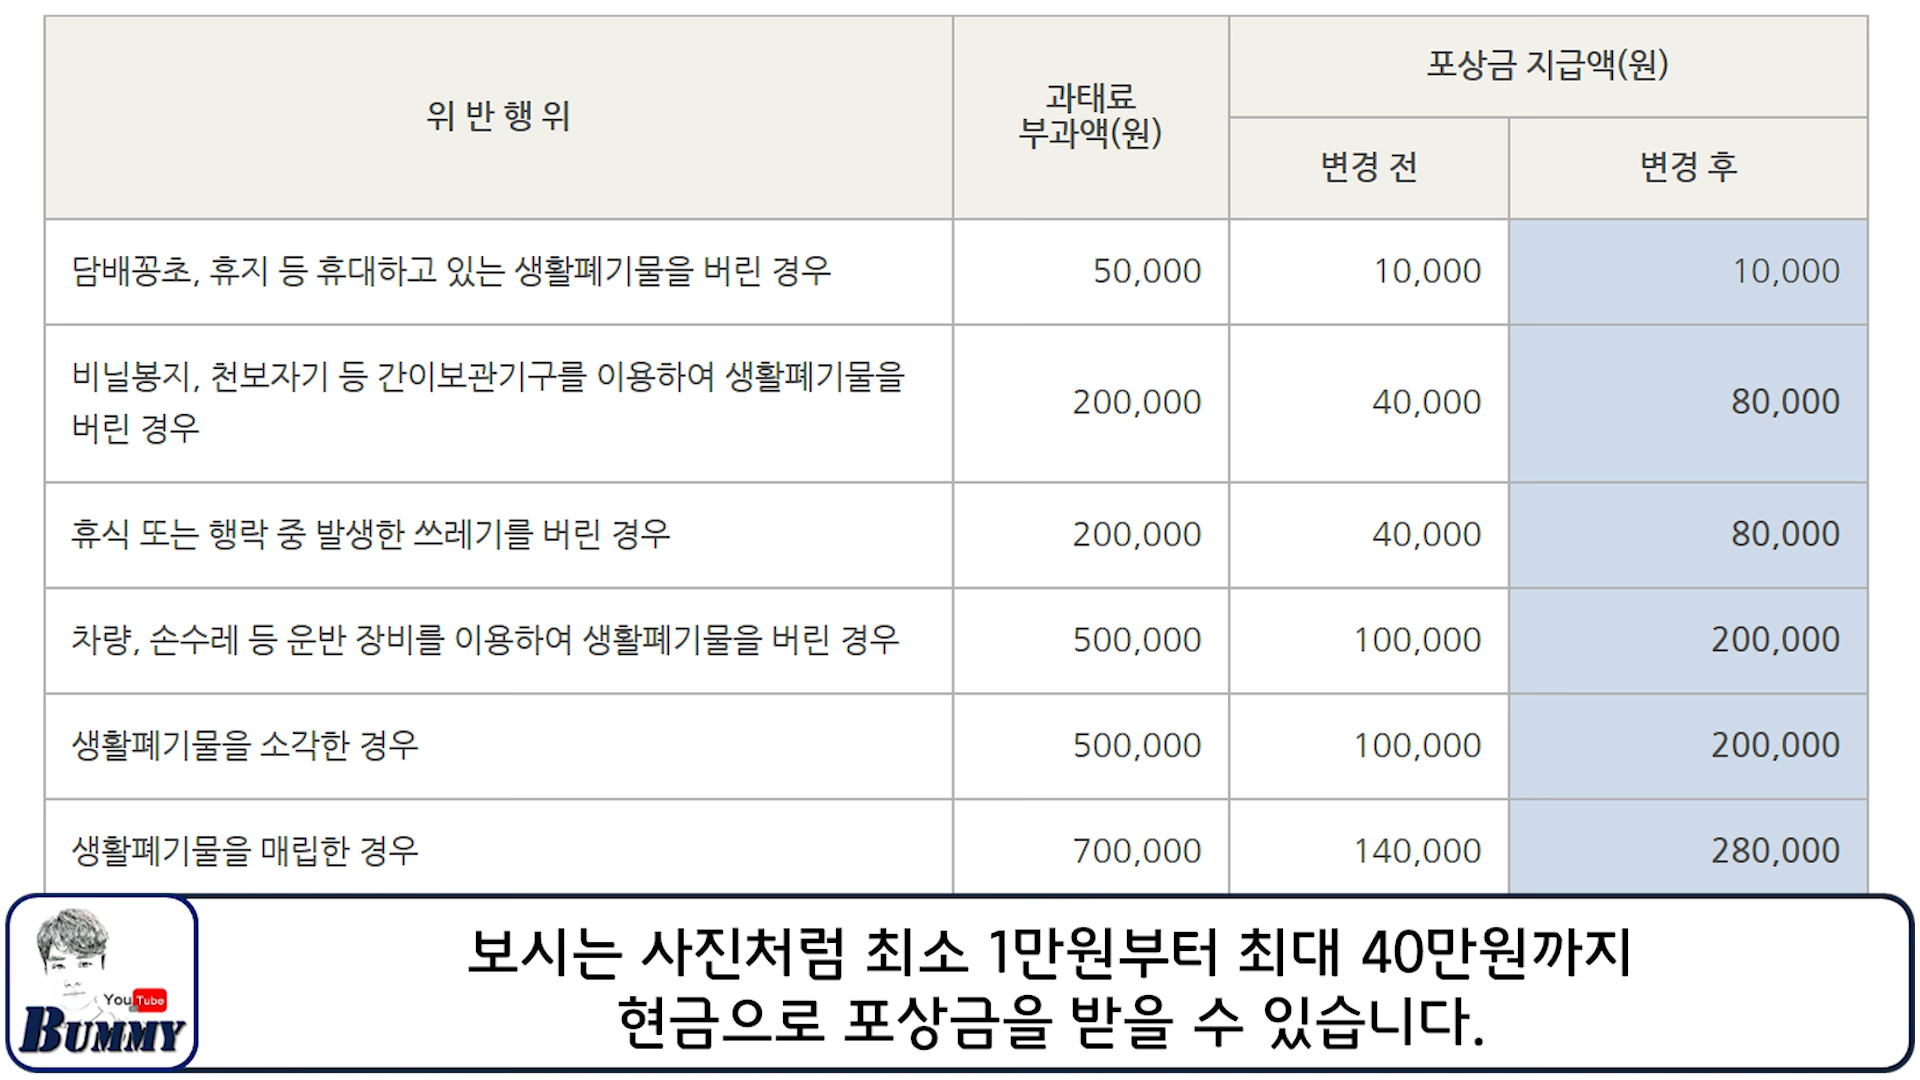 위 반 행 위
과태료
부과액(원)
포상금 지급액(원)
변경 전
변경 후
담배꽁초, 휴지 등 휴대하고 있는 생활폐기물을 버린 경우
50,000
10,000
10,000
비닐봉지, 천보자기 등 간이보관기구를 이용하여 생활폐기물을
버린 경우
200,000
40,000
80,000
휴식 또는 행락 중 발생한 쓰레기를 버린 경우
200,000
40,000
80,000
차량, 손수레 등 운반 장비를 이용하여 생활폐기물을 버린 경우
500,000
100,000
200,000
생활폐기물을 소각한 경우
500,000
100,000
200,000
생활폐기물을 매립한 경우
700,000
140,000
280,000
보시는 사진처럼 최소 1만원부터 최대 40만원까지
현금으로 포상금을 받을 수 있습니다.
YouTube
BUMMY